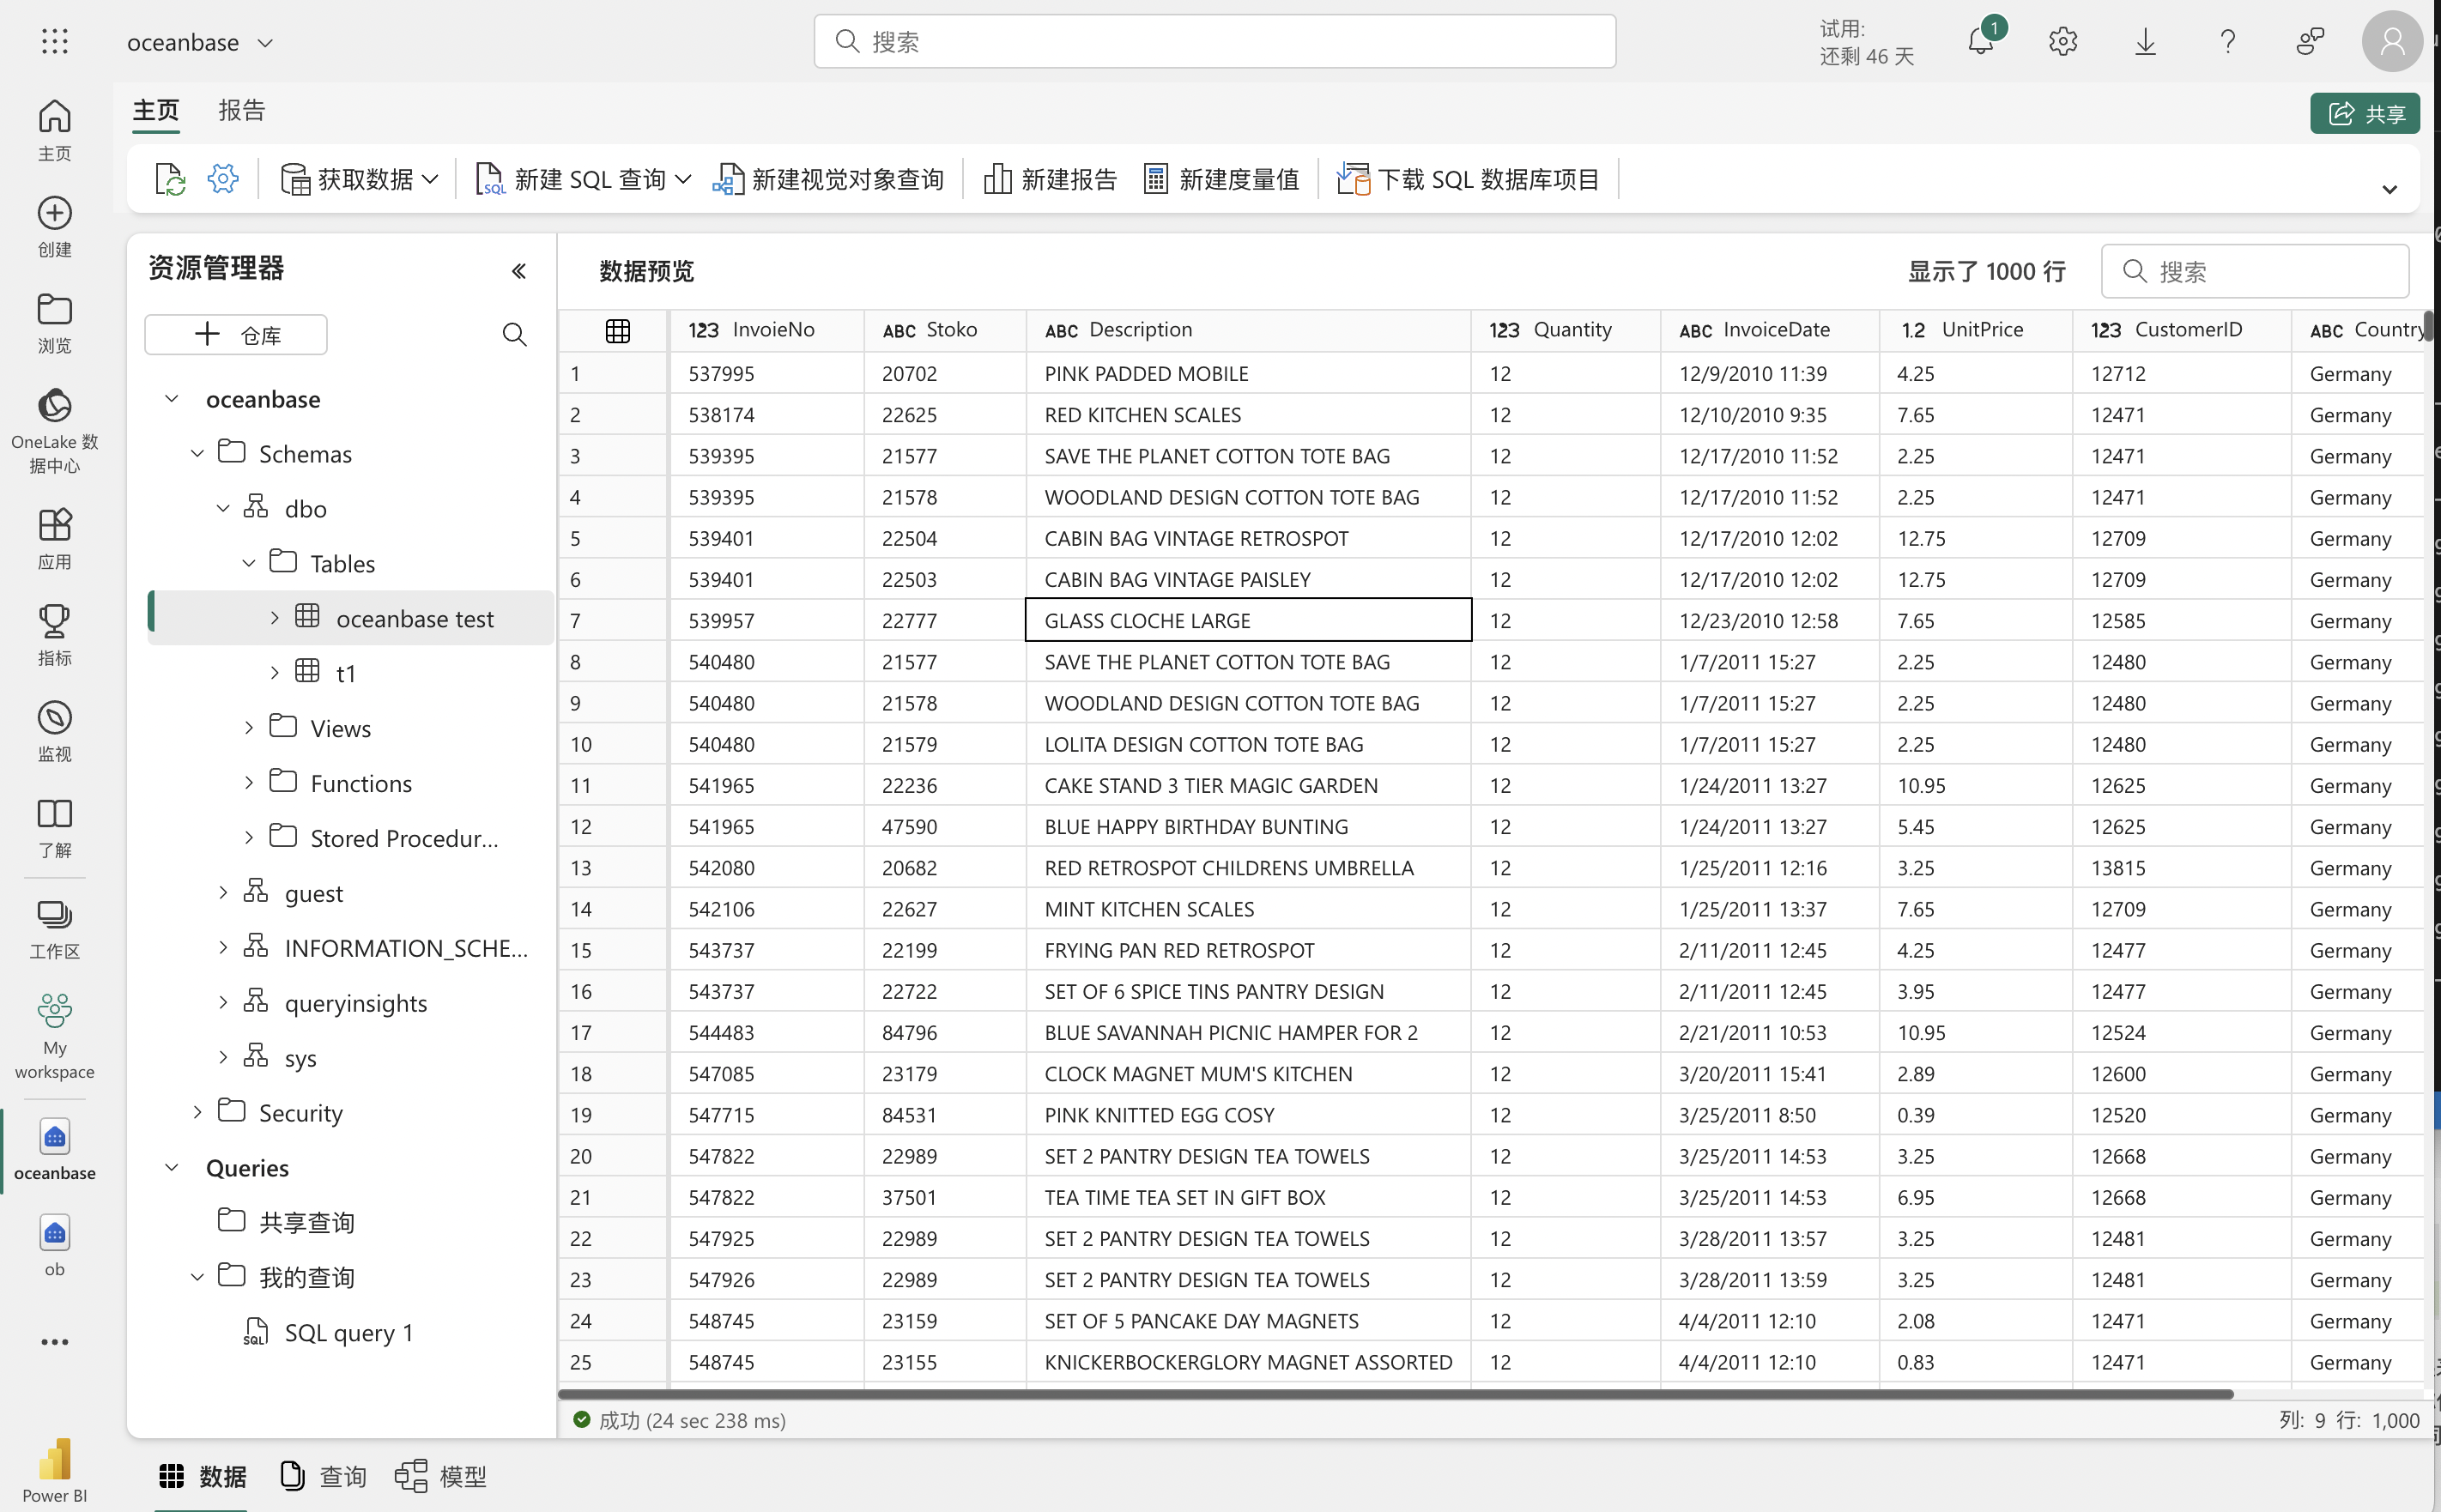 oceanbase
搜索
试用:
还剩 46 天
1
主页
报告
共享
获取数据
新建 SQL 查询
新建视觉对象查询
新建报告
新建度量值
下载 SQL 数据库项目
主页
创建
浏览
OneLake 数
据中心
应用
指标
监视
了解
工作区
My
workspace
oceanbase
ob
Power BI
资源管理器
仓库
oceanbase
Schemas
dbo
Tables
oceanbase test
t1
Views
Functions
Stored Procedur...
guest
INFORMATION_SCHE...
queryinsights
sys
Security
Queries
共享查询
我的查询
SQL query 1
数据预览
显示了 1000 行
搜索
123 InvoieNo ABC Stoko ABC Description 123 Quantity ABC InvoiceDate 1.2 UnitPrice 123 CustomerID ABC Country
1 537995 20702 PINK PADDED MOBILE 12 12/9/2010 11:39 4.25 12712 Germany
2 538174 22625 RED KITCHEN SCALES 12 12/10/2010 9:35 7.65 12471 Germany
3 539395 21577 SAVE THE PLANET COTTON TOTE BAG 12 12/17/2010 11:52 2.25 12471 Germany
4 539395 21578 WOODLAND DESIGN COTTON TOTE BAG 12 12/17/2010 11:52 2.25 12471 Germany
5 539401 22504 CABIN BAG VINTAGE RETROSPOT 12 12/17/2010 12:02 12.75 12709 Germany
6 539401 22503 CABIN BAG VINTAGE PAISLEY 12 12/17/2010 12:02 12.75 12709 Germany
7 539957 22777 GLASS CLOCHE LARGE 12 12/23/2010 12:58 7.65 12585 Germany
8 540480 21577 SAVE THE PLANET COTTON TOTE BAG 12 1/7/2011 15:27 2.25 12480 Germany
9 540480 21578 WOODLAND DESIGN COTTON TOTE BAG 12 1/7/2011 15:27 2.25 12480 Germany
10 540480 21579 LOLITA DESIGN COTTON TOTE BAG 12 1/7/2011 15:27 2.25 12480 Germany
11 541965 22236 CAKE STAND 3 TIER MAGIC GARDEN 12 1/24/2011 13:27 10.95 12625 Germany
12 541965 47590 BLUE HAPPY BIRTHDAY BUNTING 12 1/24/2011 13:27 5.45 12625 Germany
13 542080 20682 RED RETROSPOT CHILDRENS UMBRELLA 12 1/25/2011 12:16 3.25 13815 Germany
14 542106 22627 MINT KITCHEN SCALES 12 1/25/2011 13:37 7.65 12709 Germany
15 543737 22199 FRYING PAN RED RETROSPOT 12 2/11/2011 12:45 4.25 12477 Germany
16 543737 22722 SET OF 6 SPICE TINS PANTRY DESIGN 12 2/11/2011 12:45 3.95 12477 Germany
17 544483 84796 BLUE SAVANNAH PICNIC HAMPER FOR 2 12 2/21/2011 10:53 10.95 12524 Germany
18 547085 23179 CLOCK MAGNET MUM'S KITCHEN 12 3/20/2011 15:41 2.89 12600 Germany
19 547715 84531 PINK KNITTED EGG COSY 12 3/25/2011 8:50 0.39 12520 Germany
20 547822 22989 SET 2 PANTRY DESIGN TEA TOWELS 12 3/25/2011 14:53 3.25 12668 Germany
21 547822 37501 TEA TIME TEA SET IN GIFT BOX 12 3/25/2011 14:53 6.95 12668 Germany
22 547925 22989 SET 2 PANTRY DESIGN TEA TOWELS 12 3/28/2011 13:57 3.25 12481 Germany
23 547926 22989 SET 2 PANTRY DESIGN TEA TOWELS 12 3/28/2011 13:59 3.25 12481 Germany
24 548745 23159 SET OF 5 PANCAKE DAY MAGNETS 12 4/4/2011 12:10 2.08 12471 Germany
25 548745 23155 KNICKERBOCKERGLORY MAGNET ASSORTED 12 4/4/2011 12:10 0.83 12471 Germany
成功 (24 sec 238 ms)
列: 9 行: 1,000
数据
查询
模型